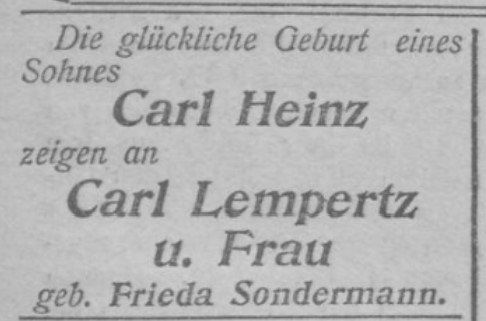 Die glückliche Geburt eines
Sohnes
Carl Heinz
zeigen an
Carl Lempertz
u. Frau
geb. Frieda Sondermann.